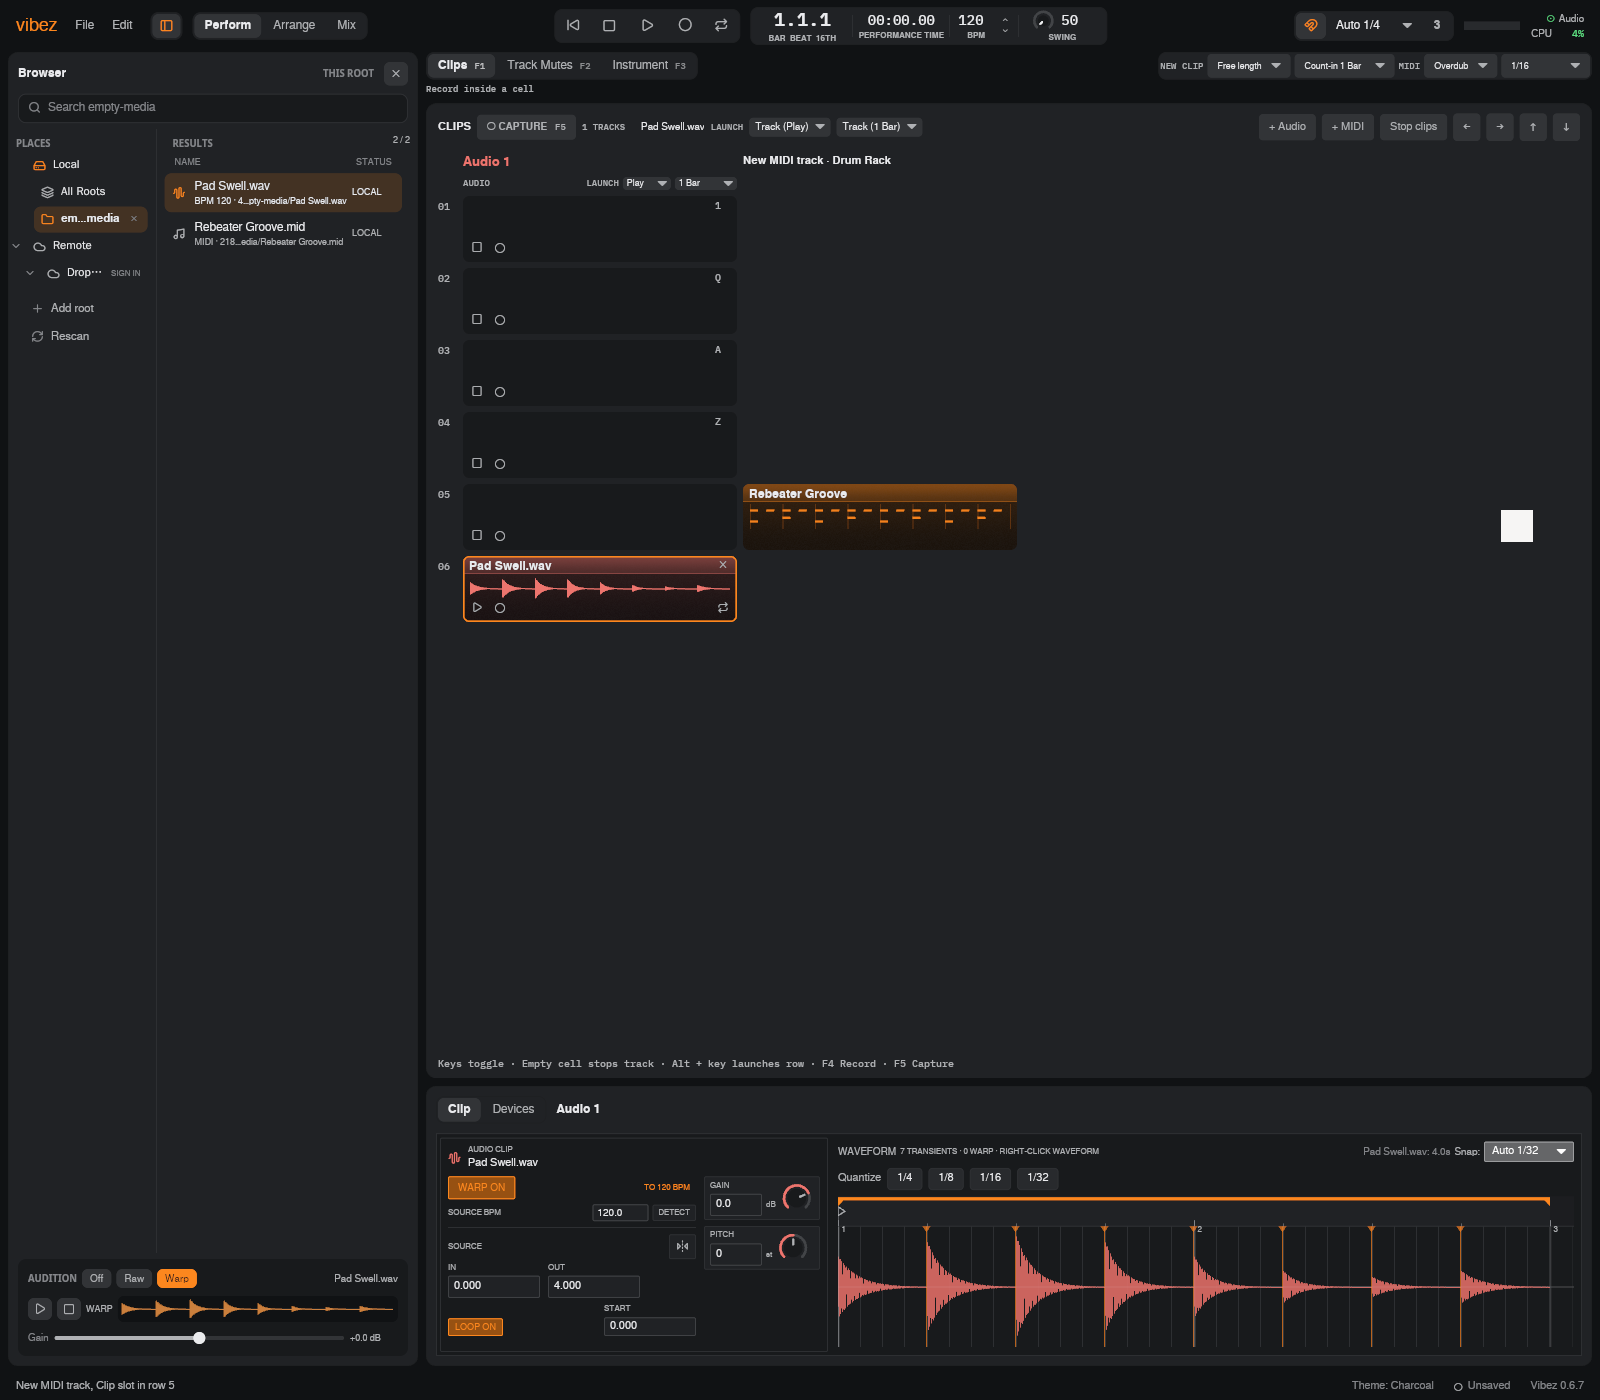 vibez File Edit Perform Arrange Mix
1.1.1 BAR BEAT 16TH 00:00.00 PERFORMANCE TIME 120 BPM 50 SWING
Auto 1/4 3 Audio CPU 4%
Browser THIS ROOT
Search empty-media
PLACES
Local
All Roots
em...media
Remote
Drop··· SIGN IN
Add root
Rescan
RESULTS 2/2
NAME STATUS
Pad Swell.wav LOCAL
BPM 120 · 4...pty-media/Pad Swell.wav
Rebeater Groove.mid LOCAL
MIDI · 218...edia/Rebeater Groove.mid
AUDITION Off Raw Warp Pad Swell.wav
WARP
Gain +0.0 dB
Clips F1 Track Mutes F2 Instrument F3
NEW CLIP Free length Count-in 1 Bar MIDI Overdub 1/16
Record inside a cell
CLIPS CAPTURE F5 1 TRACKS Pad Swell.wav LAUNCH Track (Play) Track (1 Bar) + Audio + MIDI Stop clips ← → ↑ ↓
Audio 1 New MIDI track · Drum Rack
AUDIO LAUNCH Play 1 Bar
01 1
02 Q
03 A
04 Z
05 Rebeater Groove
06 Pad Swell.wav
Keys toggle · Empty cell stops track · Alt + key launches row · F4 Record · F5 Capture
Clip Devices Audio 1
AUDIO CLIP
Pad Swell.wav
WARP ON TO 120 BPM
SOURCE BPM 120.0 DETECT
SOURCE
IN OUT
0.000 4.000
START
LOOP ON 0.000
GAIN
0.0 dB
PITCH
0 st
WAVEFORM 7 TRANSIENTS · 0 WARP · RIGHT-CLICK WAVEFORM Pad Swell.wav: 4.0s Snap: Auto 1/32
Quantize 1/4 1/8 1/16 1/32
1 2 3
New MIDI track, Clip slot in row 5 Theme: Charcoal Unsaved Vibez 0.6.7